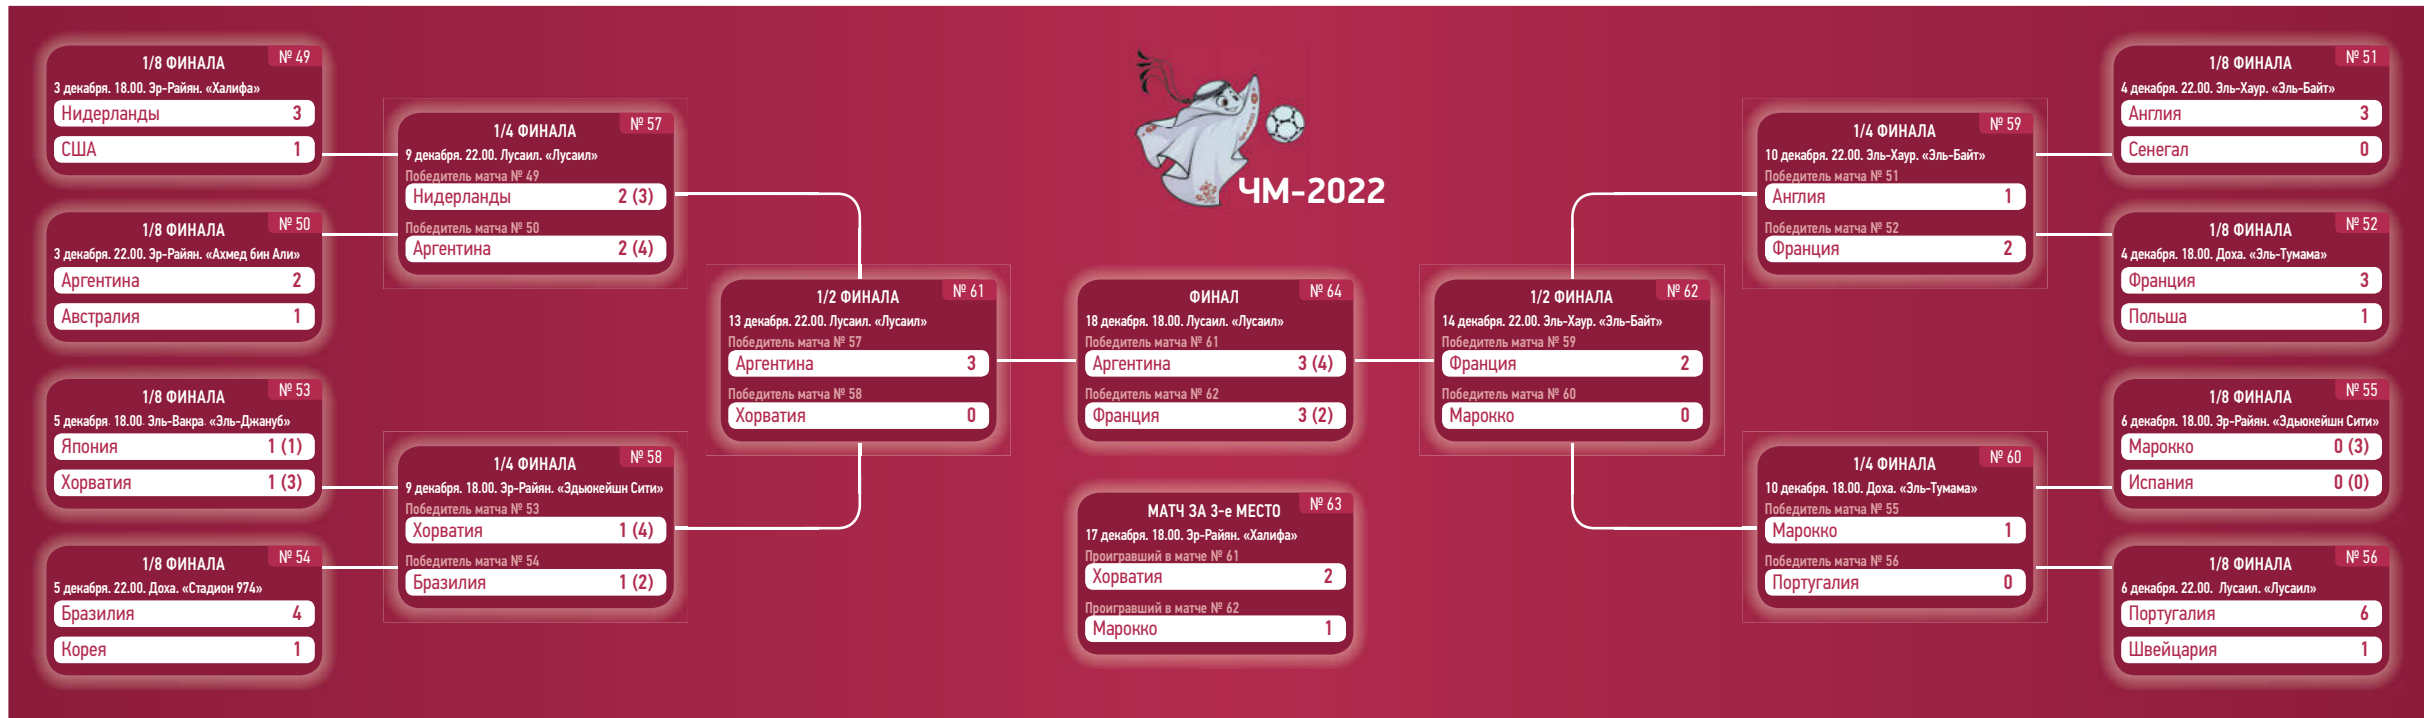 1/8 ФИНАЛА
№ 49
3 декабря. 18.00. Эр-Райян. «Халифа»
Нидерланды 3
США 1
1/8 ФИНАЛА
№ 50
3 декабря. 22.00. Эр-Райян. «Ахмед бин Али»
Аргентина 2
Австралия 1
1/8 ФИНАЛА
№ 53
5 декабря. 18.00. Эль-Вакра. «Эль-Джануб»
Япония 1 (1)
Хорватия 1 (3)
1/8 ФИНАЛА
№ 54
5 декабря. 22.00. Доха. «Стадион 974»
Бразилия 4
Корея 1
1/4 ФИНАЛА
№ 57
9 декабря. 22.00. Лусаил. «Лусаил»
Победитель матча № 49
Нидерланды 2 (3)
Победитель матча № 50
Аргентина 2 (4)
1/4 ФИНАЛА
№ 58
9 декабря. 18.00. Эр-Райян. «Эдьюкейшн Сити»
Победитель матча № 53
Хорватия 1 (4)
Победитель матча № 54
Бразилия 1 (2)
1/2 ФИНАЛА
№ 61
13 декабря. 22.00. Лусаил. «Лусаил»
Победитель матча № 57
Аргентина 3
Победитель матча № 58
Хорватия 0
ЧМ-2022
ФИНАЛ
№ 64
18 декабря. 18.00. Лусаил. «Лусаил»
Победитель матча № 61
Аргентина 3 (4)
Победитель матча № 62
Франция 3 (2)
МАТЧ ЗА 3-е МЕСТО
№ 63
17 декабря. 18.00. Эр-Райян. «Халифа»
Проигравший в матче № 61
Хорватия 2
Проигравший в матче № 62
Марокко 1
1/2 ФИНАЛА
№ 62
14 декабря. 22.00. Эль-Хаур. «Эль-Байт»
Победитель матча № 59
Франция 2
Победитель матча № 60
Марокко 0
1/4 ФИНАЛА
№ 59
10 декабря. 22.00. Эль-Хаур. «Эль-Байт»
Победитель матча № 51
Англия 1
Победитель матча № 52
Франция 2
1/4 ФИНАЛА
№ 60
10 декабря. 18.00. Доха. «Эль-Тумама»
Победитель матча № 55
Марокко 1
Победитель матча № 56
Португалия 0
1/8 ФИНАЛА
№ 51
4 декабря. 22.00. Эль-Хаур. «Эль-Байт»
Англия 3
Сенегал 0
1/8 ФИНАЛА
№ 52
4 декабря. 18.00. Доха. «Эль-Тумама»
Франция 3
Польша 1
1/8 ФИНАЛА
№ 55
6 декабря. 18.00. Эр-Райян. «Эдьюкейшн Сити»
Марокко 0 (3)
Испания 0 (0)
1/8 ФИНАЛА
№ 56
6 декабря. 22.00. Лусаил. «Лусаил»
Португалия 6
Швейцария 1